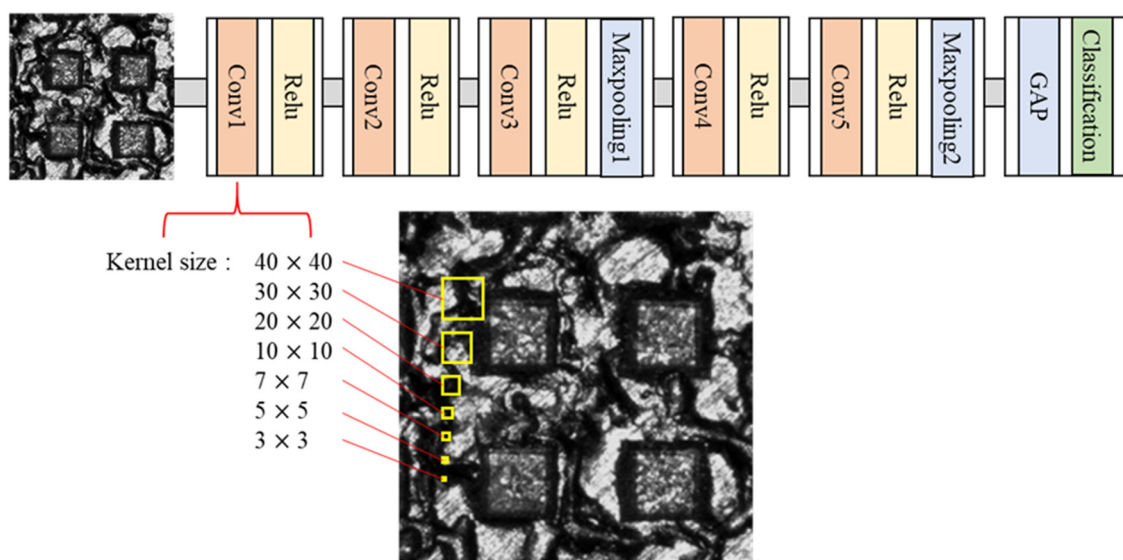 Conv1
Relu
Conv2
Relu
Conv3
Relu
Maxpooling1
Conv4
Relu
Conv5
Relu
Maxpooling2
GAP
Classification
Kernel size : 40 × 40
30 × 30
20 × 20
10 × 10
7 × 7
5 × 5
3 × 3